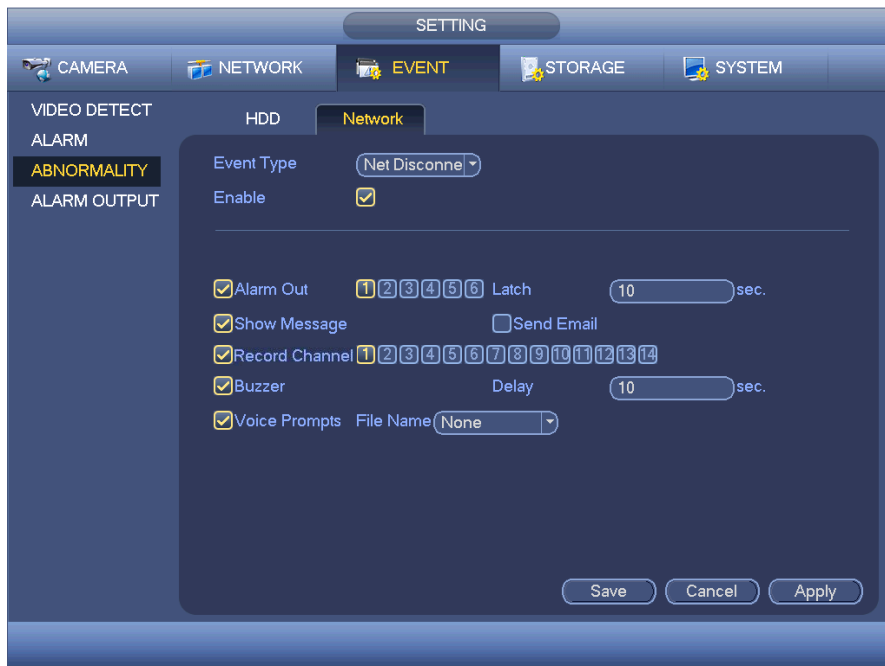 SETTING
CAMERA NETWORK EVENT STORAGE SYSTEM
VIDEO DETECT
ALARM
ABNORMALITY
ALARM OUTPUT
HDD Network
Event Type Net Disconne
Enable
Alarm Out 1 2 3 4 5 6 Latch 10 sec.
Show Message Send Email
Record Channel 1 2 3 4 5 6 7 8 9 10 11 12 13 14
Buzzer Delay 10 sec.
Voice Prompts File Name None
Save Cancel Apply